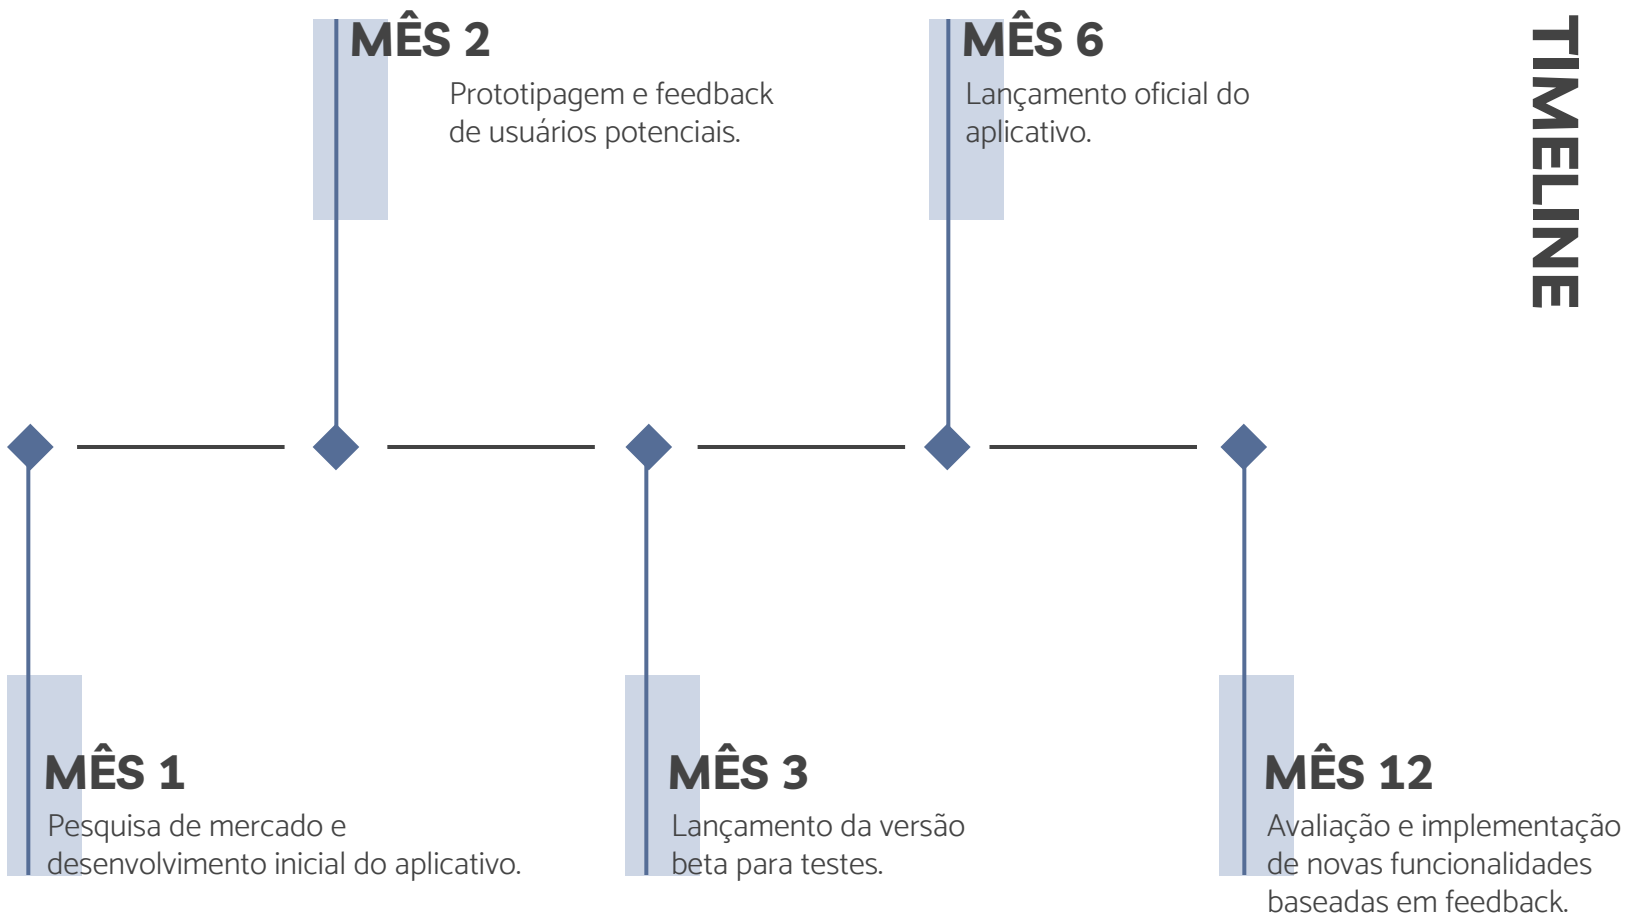 TIMELINE
MÊS 1
Pesquisa de mercado e
desenvolvimento inicial do aplicativo.
MÊS 2
Prototipagem e feedback
de usuários potenciais.
MÊS 3
Lançamento da versão
beta para testes.
MÊS 6
Lançamento oficial do
aplicativo.
MÊS 12
Avaliação e implementação
de novas funcionalidades
baseadas em feedback.